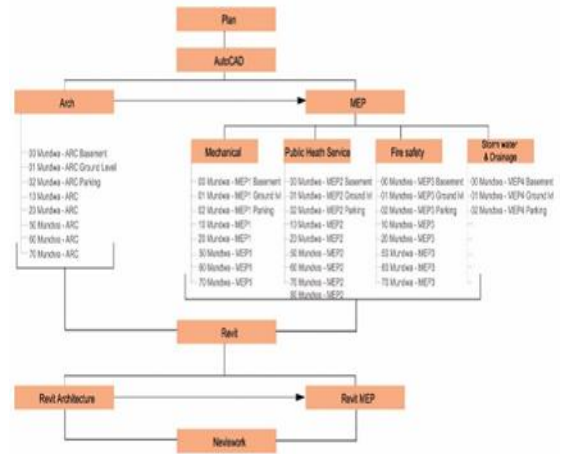 Plan
AutoCAD
Arch
MEP
Mechanical
Public Heath Service
Fire safety
Storm water
& Drainage
00 Mundwa - ARC Basement
01 Mundwa - ARC Ground Level
02 Mundwa - ARC Parking
10 Mundwa - ARC
20 Mundwa - ARC
50 Mundwa - ARC
60 Mundwa - ARC
70 Mundwa - ARC
00 Mundwa - MEP1 Basement
01 Mundwa - MEP1 Ground lvl
02 Mundwa - MEP1 Parking
10 Mundwa - MEP1
20 Mundwa - MEP1
50 Mundwa - MEP1
60 Mundwa - MEP1
70 Mundwa - MEP1
00 Mundwa - MEP2 Basement
01 Mundwa - MEP2 Ground lvl
02 Mundwa - MEP2 Parking
10 Mundwa - MEP2
20 Mundwa - MEP2
50 Mundwa - MEP2
60 Mundwa - MEP2
70 Mundwa - MEP2
80 Mundwa - MEP2
00 Mundwa - MEP3 Basement
01 Mundwa - MEP3 Ground lvl
02 Mundwa - MEP3 Parking
10 Mundwa - MEP3
20 Mundwa - MEP3
Mundwa - MEP3
Mundwa - MEP3
70 Mundwa - MEP3
00 Mundwa - MEP4 Basement
01 Mundwa - MEP4 Ground lvl
02 Mundwa - MEP4 Parking
Revit
Revit Architecture
Revit MEP
Neviswork